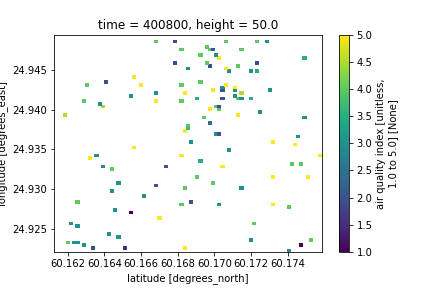 time = 400800, height = 50.0
24.945
24.940
24.935
24.930
24.925
longitude [degrees_east]
60.162 60.164 60.166 60.168 60.170 60.172 60.174
latitude [degrees_north]
5.0
4.5
4.0
3.5
3.0
2.5
2.0
1.5
1.0
air quality index [unitless,
1.0 to 5.0] [None]